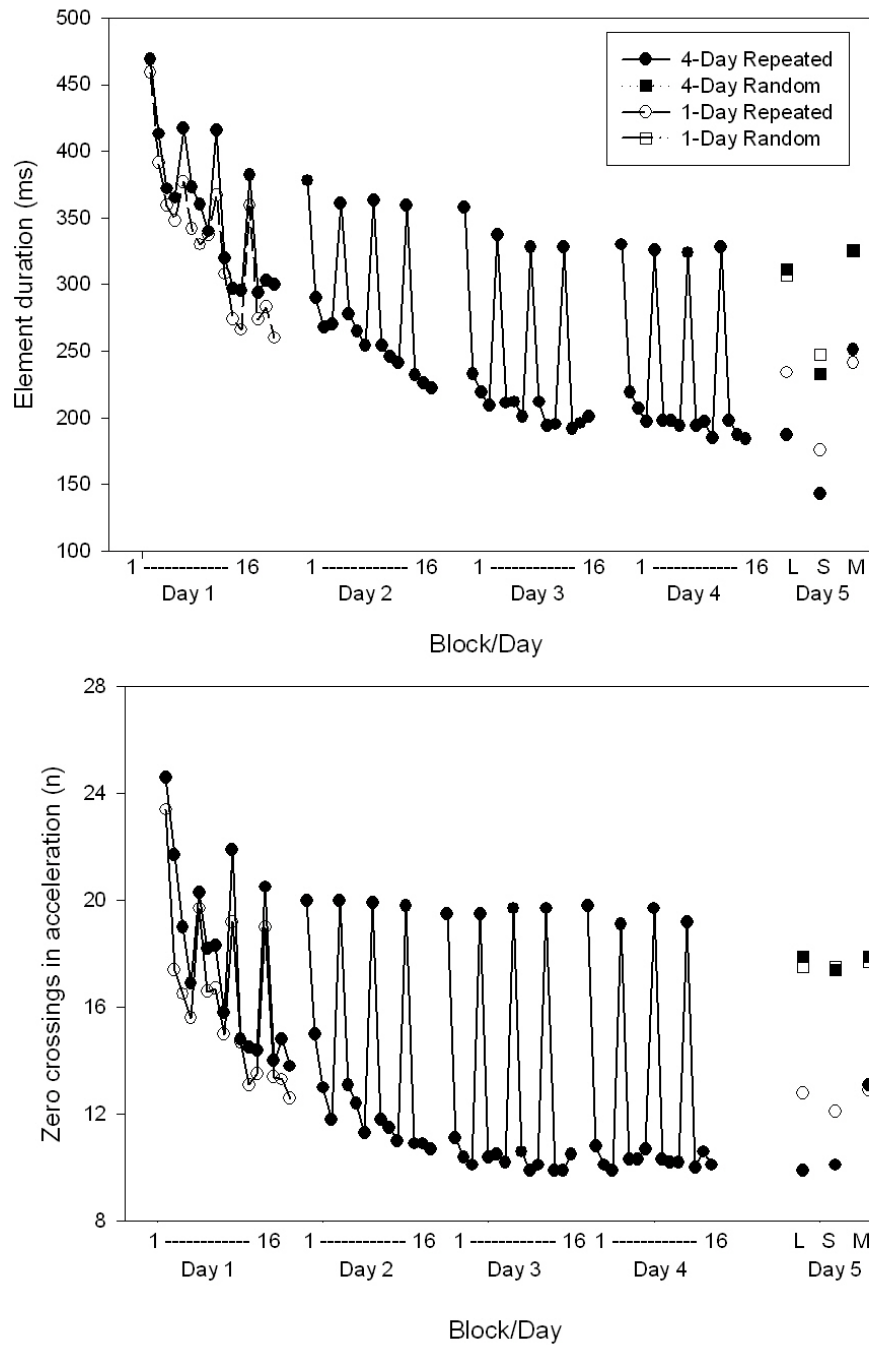 500
450
400
350
300
250
200
150
100
Element duration (ms)
4-Day Repeated
4-Day Random
1-Day Repeated
1-Day Random
1 ------------- 16 1 ------------- 16 1 ------------- 16 1 ------------- 16 L S M
Day 1 Day 2 Day 3 Day 4 Day 5
Block/Day
28
24
20
16
12
8
Zero crossings in acceleration (n)
1 ------------- 16 1 ------------- 16 1 ------------- 16 1 ------------- 16 L S M
Day 1 Day 2 Day 3 Day 4 Day 5
Block/Day